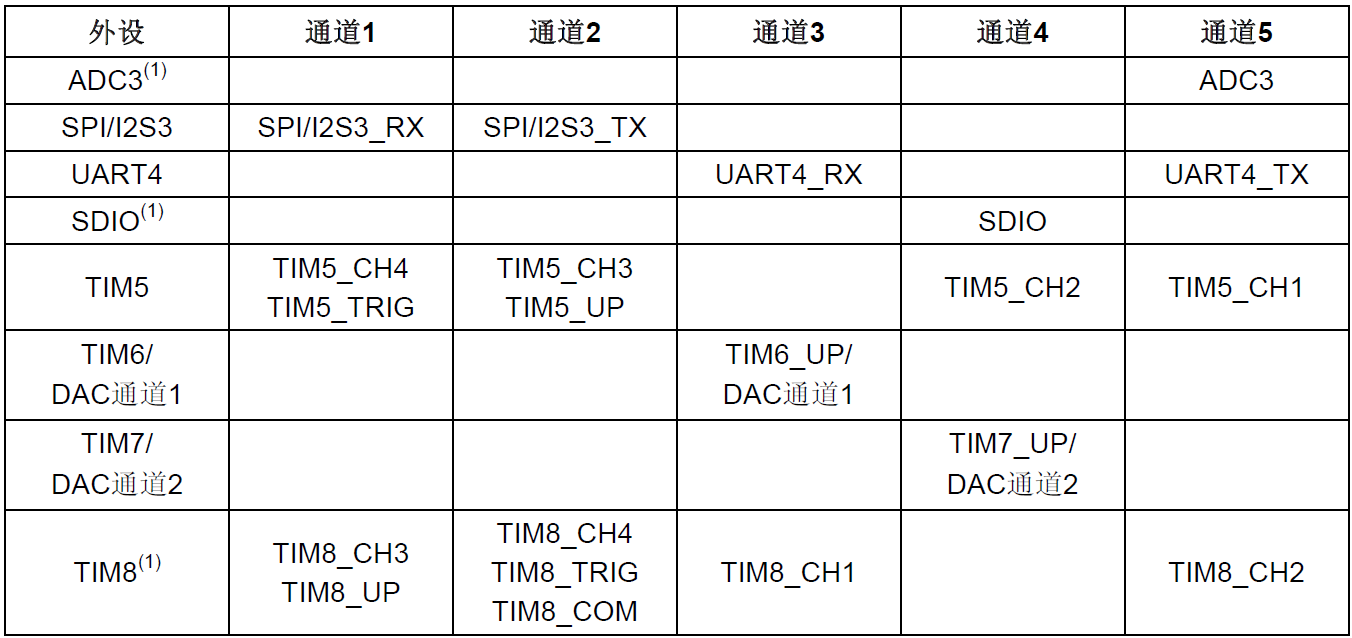 外设 通道1 通道2 通道3 通道4 通道5
ADC3(1) ADC3
SPI/I2S3 SPI/I2S3_RX SPI/I2S3_TX
UART4 UART4_RX UART4_TX
SDIO(1) SDIO
TIM5 TIM5_CH4 TIM5_CH3 TIM5_CH2 TIM5_CH1
TIM5_TRIG TIM5_UP
TIM6/ TIM6_UP/
DAC通道1 DAC通道1
TIM7/ TIM7_UP/
DAC通道2 DAC通道2
TIM8(1) TIM8_CH3 TIM8_CH4 TIM8_CH1 TIM8_CH2
TIM8_UP TIM8_TRIG
TIM8_COM